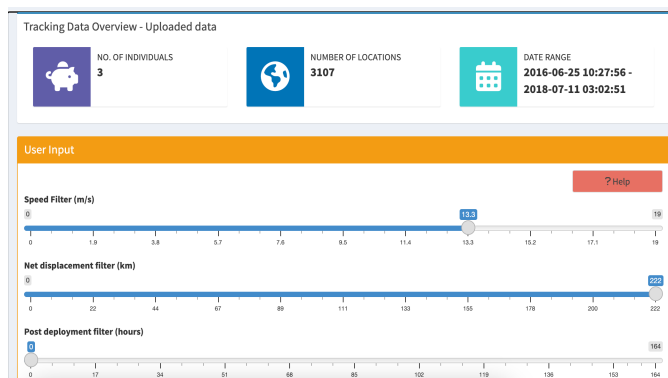 Tracking Data Overview - Uploaded data
NO. OF INDIVIDUALS
3
NUMBER OF LOCATIONS
3107
DATE RANGE
2016-06-25 10:27:56 -
2018-07-11 03:02:51
User Input
? Help
Speed Filter (m/s)
0 13.3 19
0 1.9 3.8 5.7 7.6 9.5 11.4 13.3 15.2 17.1 19
Net displacement filter (km)
0 222
0 22 44 67 89 111 133 155 178 200 222
Post deployment filter (hours)
0 164
0 17 34 51 68 85 102 119 136 153 164